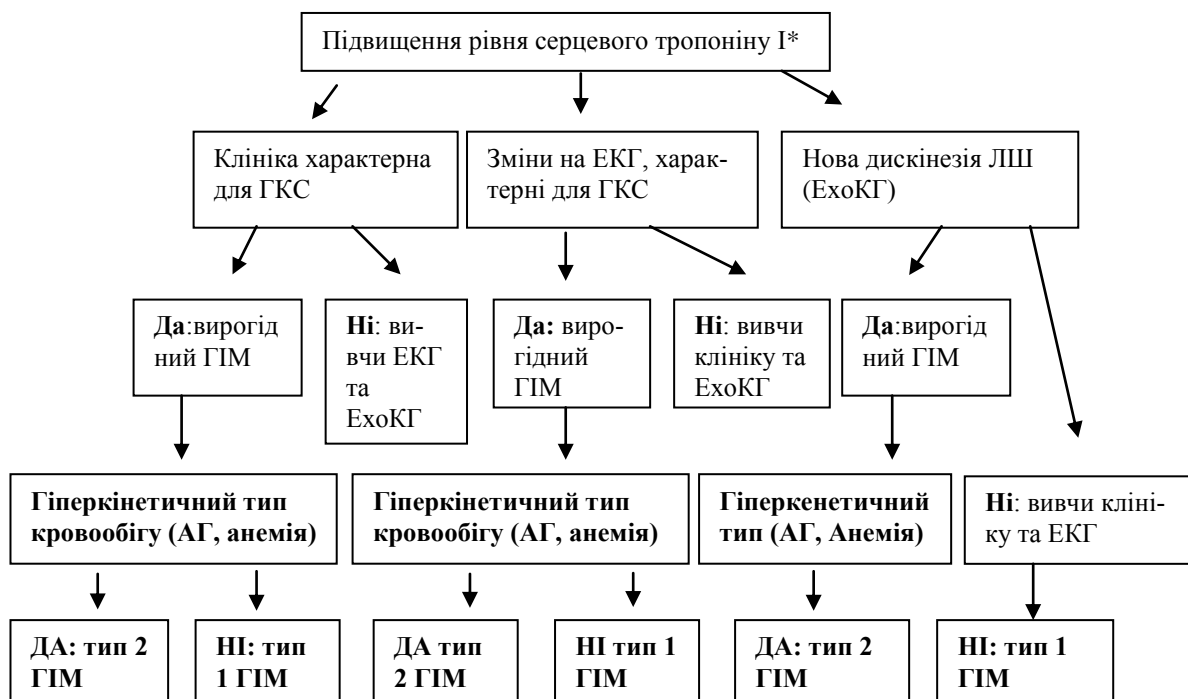 Підвищення рівня серцевого тропоніну І*
Клініка характерна
для ГКС
Зміни на ЕКГ, харак-
терні для ГКС
Нова дискінезія ЛШ
(ЕхоКГ)
Да:вирогід
ний ГІМ
Ні: ви-
вчи ЕКГ
та
ЕхоКГ
Да: виро-
гідний
ГІМ
Ні: вивчи
клініку та
ЕхоКГ
Да:вирогід
ний ГІМ
Гіперкінетичний тип
кровообігу (АГ, анемія)
Гіперкінетичний тип
кровообігу (АГ, анемія)
Гіперкенетичний
тип (АГ, Анемія)
Ні: вивчи кліні-
ку та ЕКГ
ДА: тип 2
ГІМ
НІ: тип
1 ГІМ
ДА тип
2 ГІМ
НІ тип 1
ГІМ
ДА: тип 2
ГІМ
НІ: тип 1
ГІМ